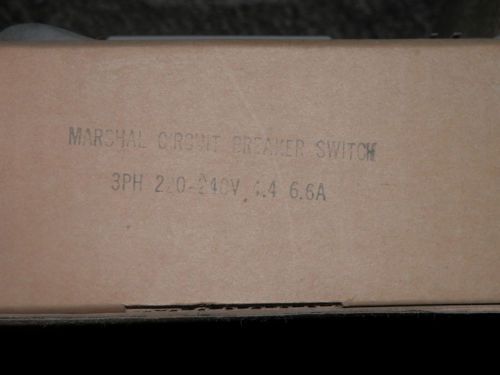 MARSHAL CIRCUIT BREAKER SWITCH
3PH 220-240V 4.4 6.6A